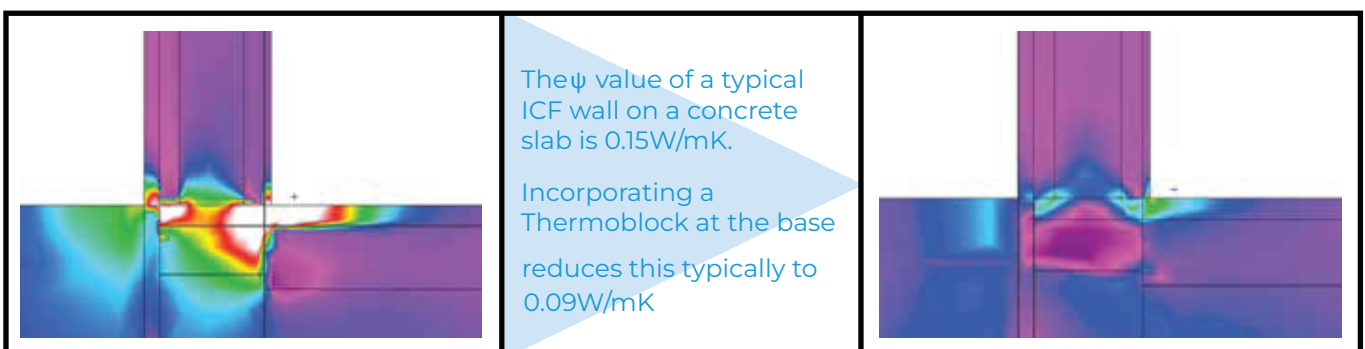 The ψ value of a typical
ICF wall on a concrete
slab is 0.15W/mK.
Incorporating a
Thermoblock at the base
reduces this typically to
0.09W/mK